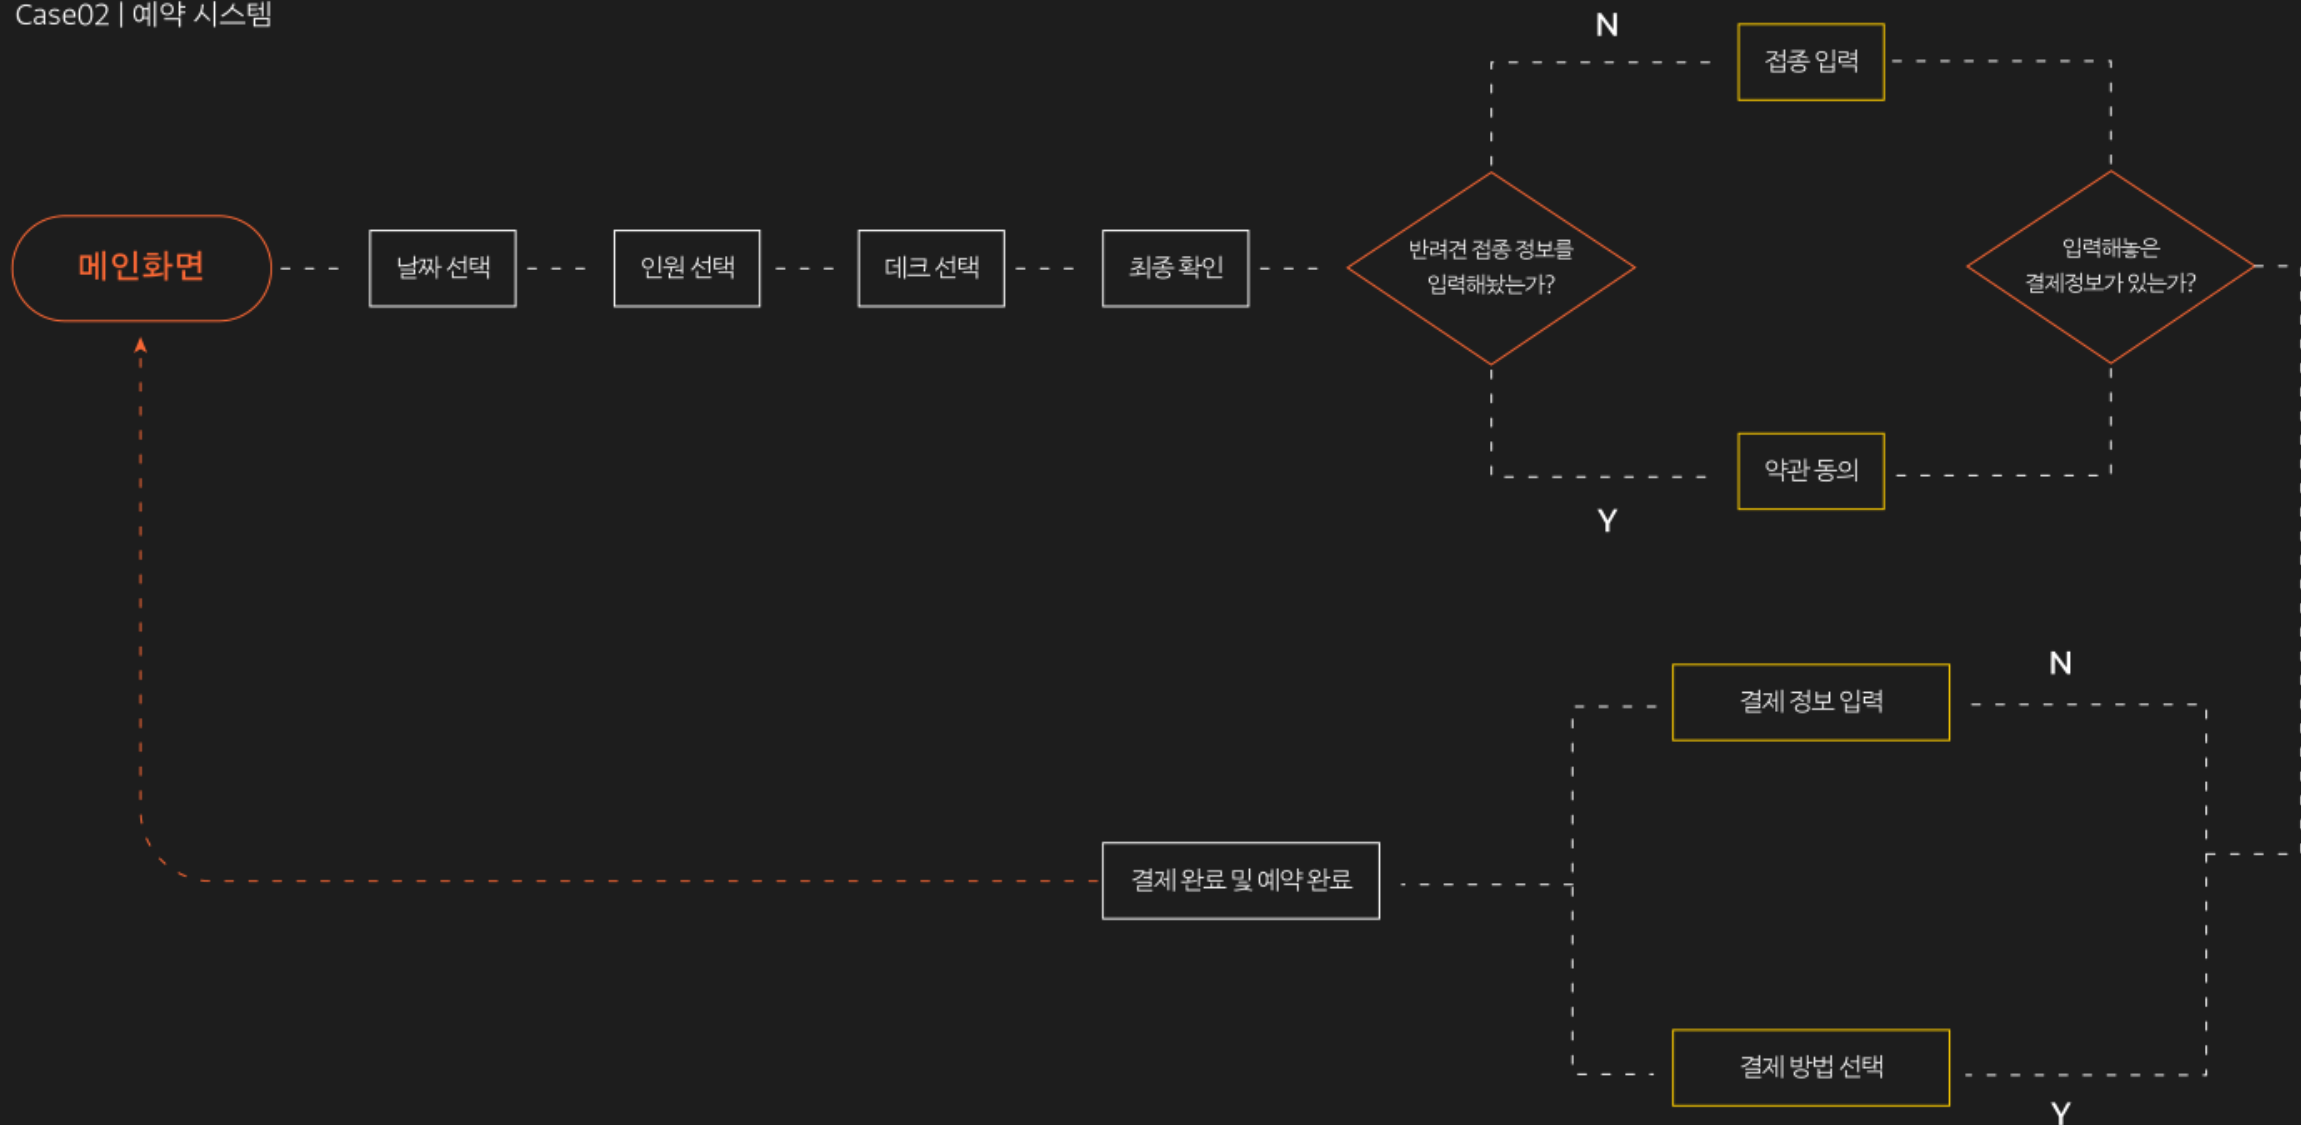 Case02 | 예약 시스템
N
접종 입력
메인화면
날짜 선택
인원 선택
데크 선택
최종 확인
반려견 접종 정보를
입력해놨는가?
입력해놓은
결제정보가 있는가?
약관 동의
Y
N
결제 정보 입력
결제 완료 및 예약 완료
결제 방법 선택
Y